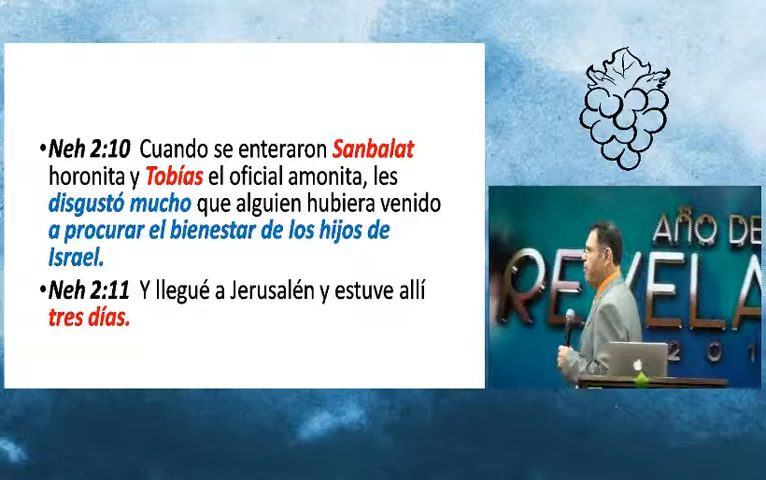 •Neh 2:10 Cuando se enteraron Sanbalat
horonita y Tobías el oficial amonita, les
disgustó mucho que alguien hubiera venido
a procurar el bienestar de los hijos de
Israel.
•Neh 2:11 Y llegué a Jerusalén y estuve allí
tres días.
AÑO DE
REVELA
201